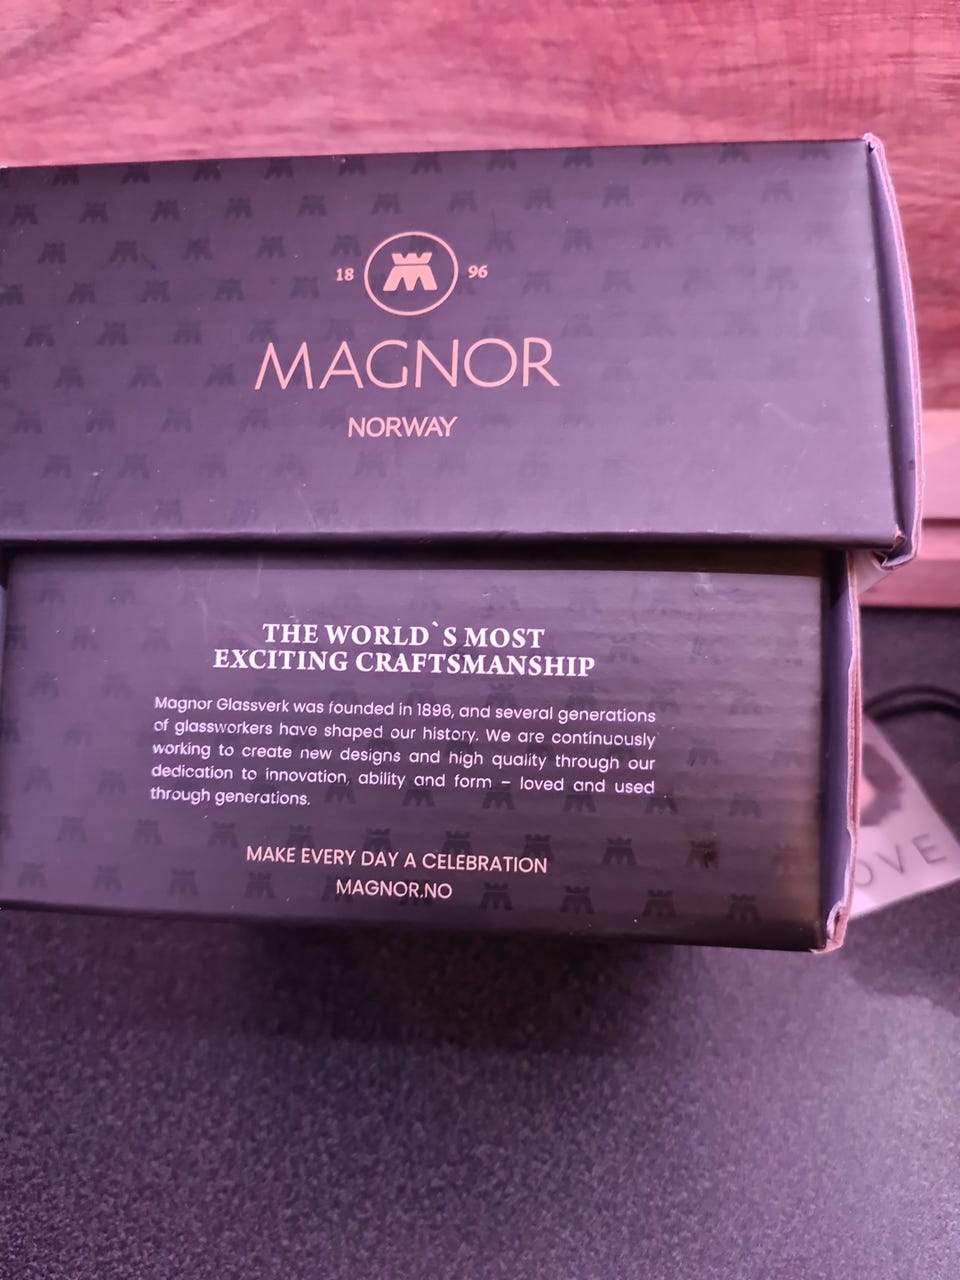 18 96
MAGNOR
NORWAY
THE WORLD`S MOST
EXCITING CRAFTSMANSHIP
Magnor Glassverk was founded in 1896, and several generations
of glassworkers have shaped our history. We are continuously
working to create new designs and high quality through our
dedication to innovation, ability and form – loved and used
through generations.
MAKE EVERY DAY A CELEBRATION
MAGNOR.NO
OVE